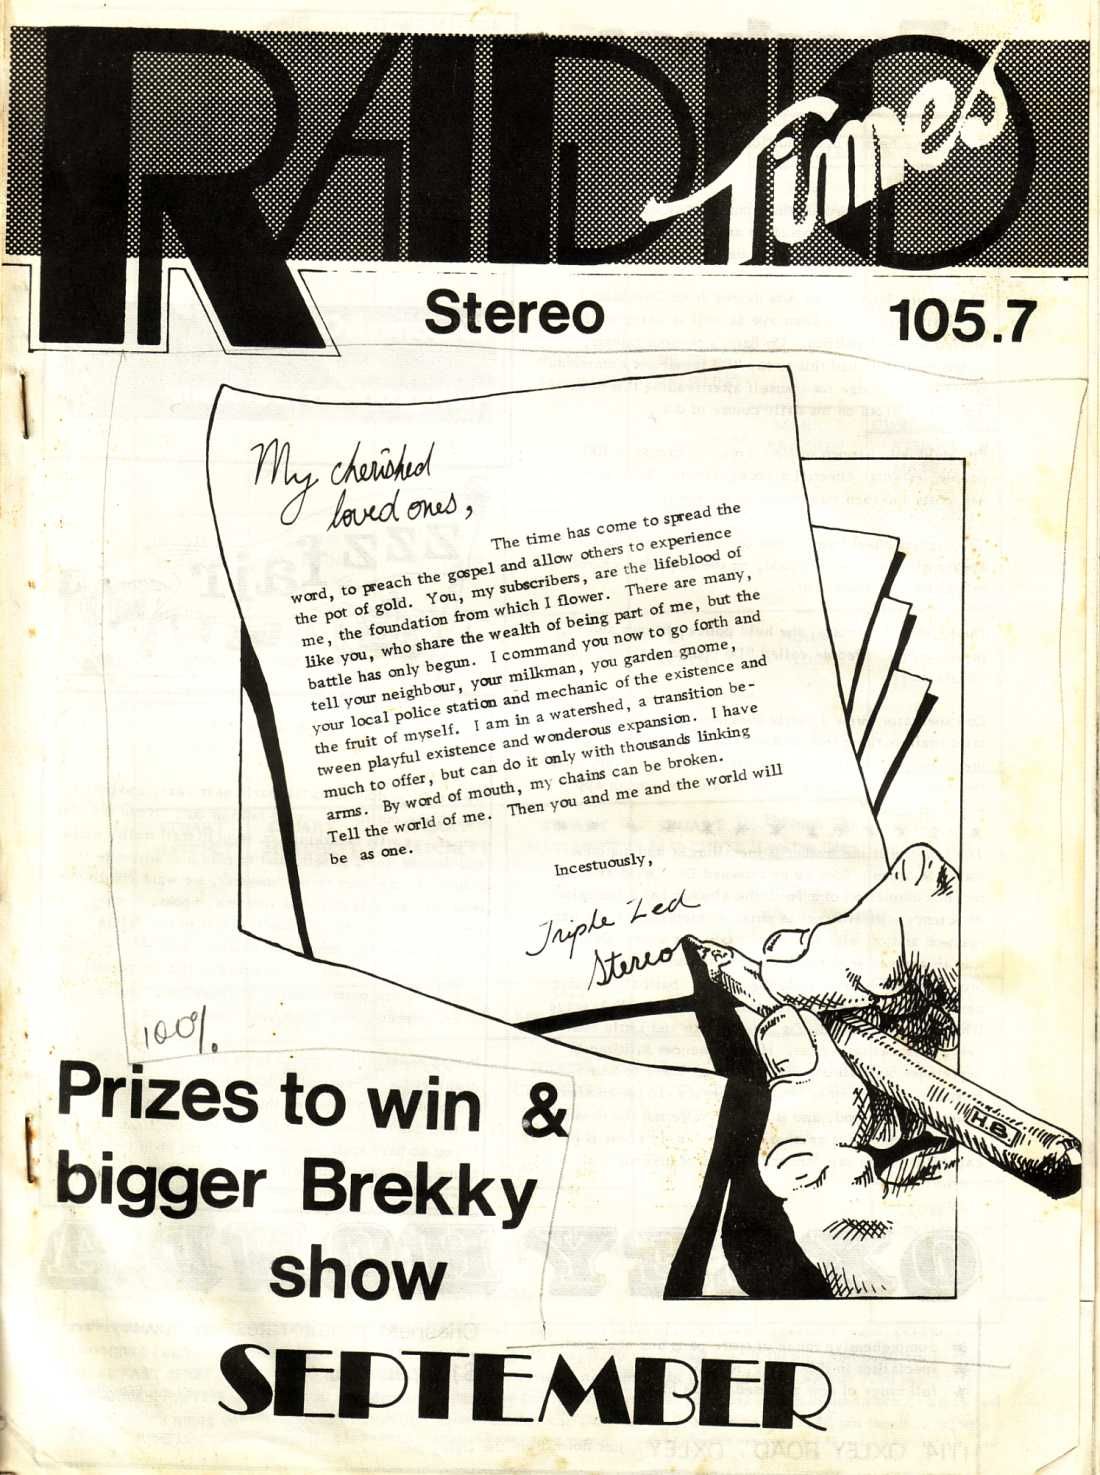 RADIO Times
Stereo 105.7
My cherished
loved ones,
The time has come to spread the
word, to preach the gospel and allow others to experience
the pot of gold. You, my subscribers, are the lifeblood of
me, the foundation from which I flower. There are many,
like you, who share the wealth of being part of me, but the
battle has only begun. I command you now to go forth and
tell your neighbour, your milkman, you garden gnome,
your local police station and mechanic of the existence and
the fruit of myself. I am in a watershed, a transition be-
tween playful existence and wonderous expansion. I have
much to offer, but can do it only with thousands linking
arms. By word of mouth, my chains can be broken.
Tell the world of me. Then you and me and the world will
be as one.
Incestuously,
Triple Zed
Stereo
H.B.
100%.
Prizes to win &
bigger Brekky
show
SEPTEMBER